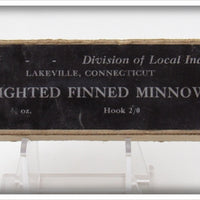 - - Division of Local Ind
LAKEVILLE, CONNECTICUT
IGHTED FINNED MINNOW
oz. Hook 2/0